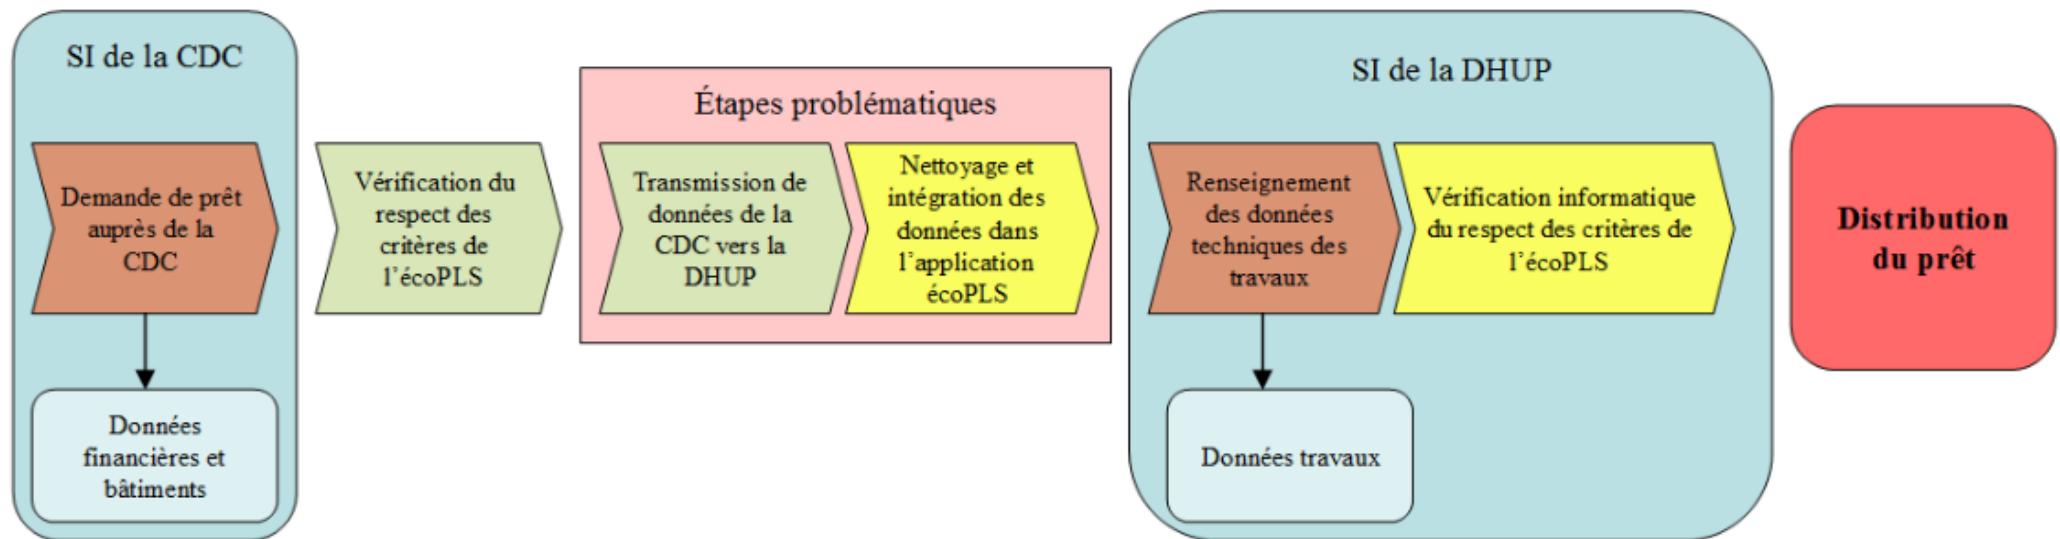 SI de la CDC
Demande de prêt
auprès de la
CDC
Données
financières et
bâtiments
Vérification du
respect des
critères de
l'écoPLS
Étapes problématiques
Transmission de
données de la
CDC vers la
DHUP
Nettoyage et
intégration des
données dans
l'application
écoPLS
SI de la DHUP
Renseignement
des données
techniques des
travaux
Données travaux
Vérification informatique
du respect des critères de
l'écoPLS
Distribution
du prêt